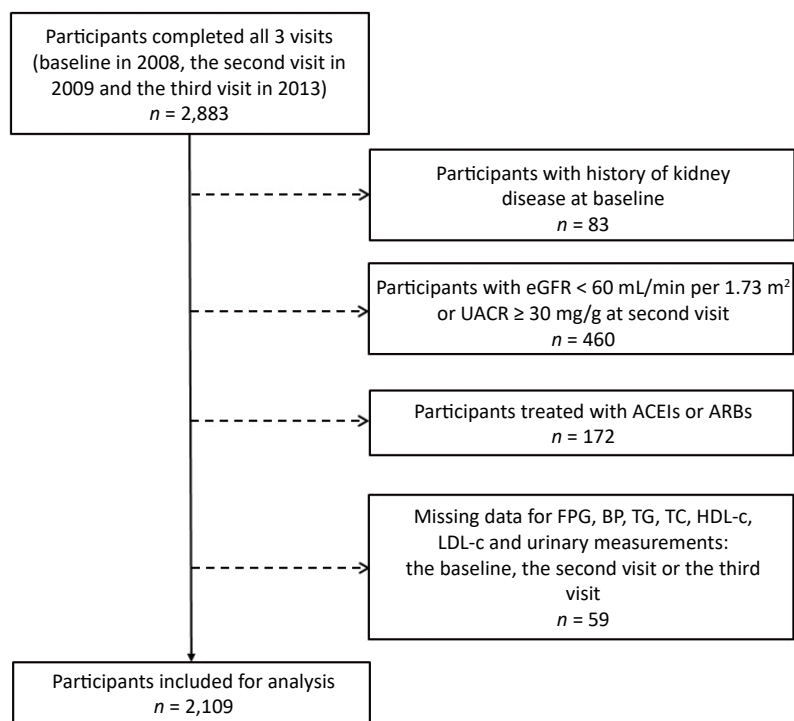 Participants completed all 3 visits
(baseline in 2008, the second visit in
2009 and the third visit in 2013)
n = 2,883
Participants with history of kidney
disease at baseline
n = 83
Participants with eGFR < 60 mL/min per 1.73 m²
or UACR ≥ 30 mg/g at second visit
n = 460
Participants treated with ACEIs or ARBs
n = 172
Missing data for FPG, BP, TG, TC, HDL-c,
LDL-c and urinary measurements:
the baseline, the second visit or the third
visit
n = 59
Participants included for analysis
n = 2,109